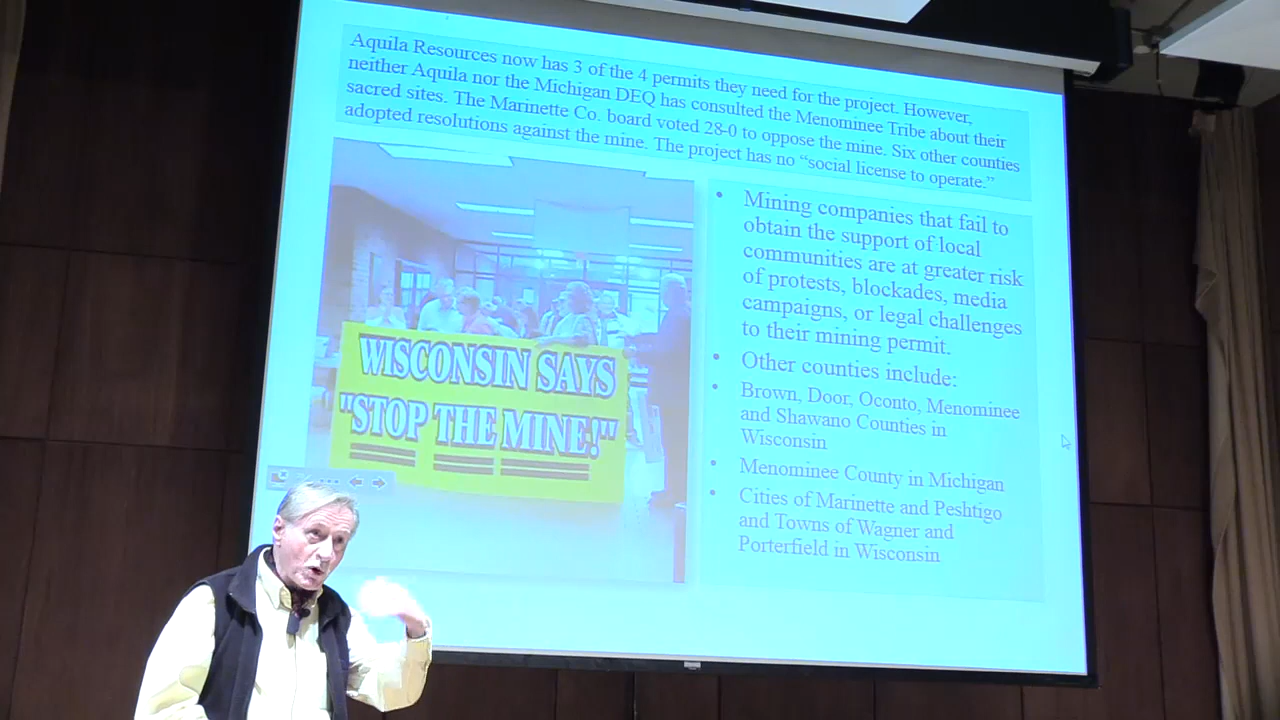 Aquila Resources now has 3 of the 4 permits they need for the project. However,
neither Aquila nor the Michigan DEQ has consulted the Menominee Tribe about their
sacred sites. The Marinette Co. board voted 28-0 to oppose the mine. Six other counties
adopted resolutions against the mine. The project has no “social license to operate.”
WISCONSIN SAYS
"STOP THE MINE!"
• Mining companies that fail to
obtain the support of local
communities are at greater risk
of protests, blockades, media
campaigns, or legal challenges
to their mining permit.
• Other counties include:
• Brown, Door, Oconto, Menominee
and Shawano Counties in
Wisconsin
• Menominee County in Michigan
• Cities of Marinette and Peshtigo
and Towns of Wagner and
Porterfield in Wisconsin